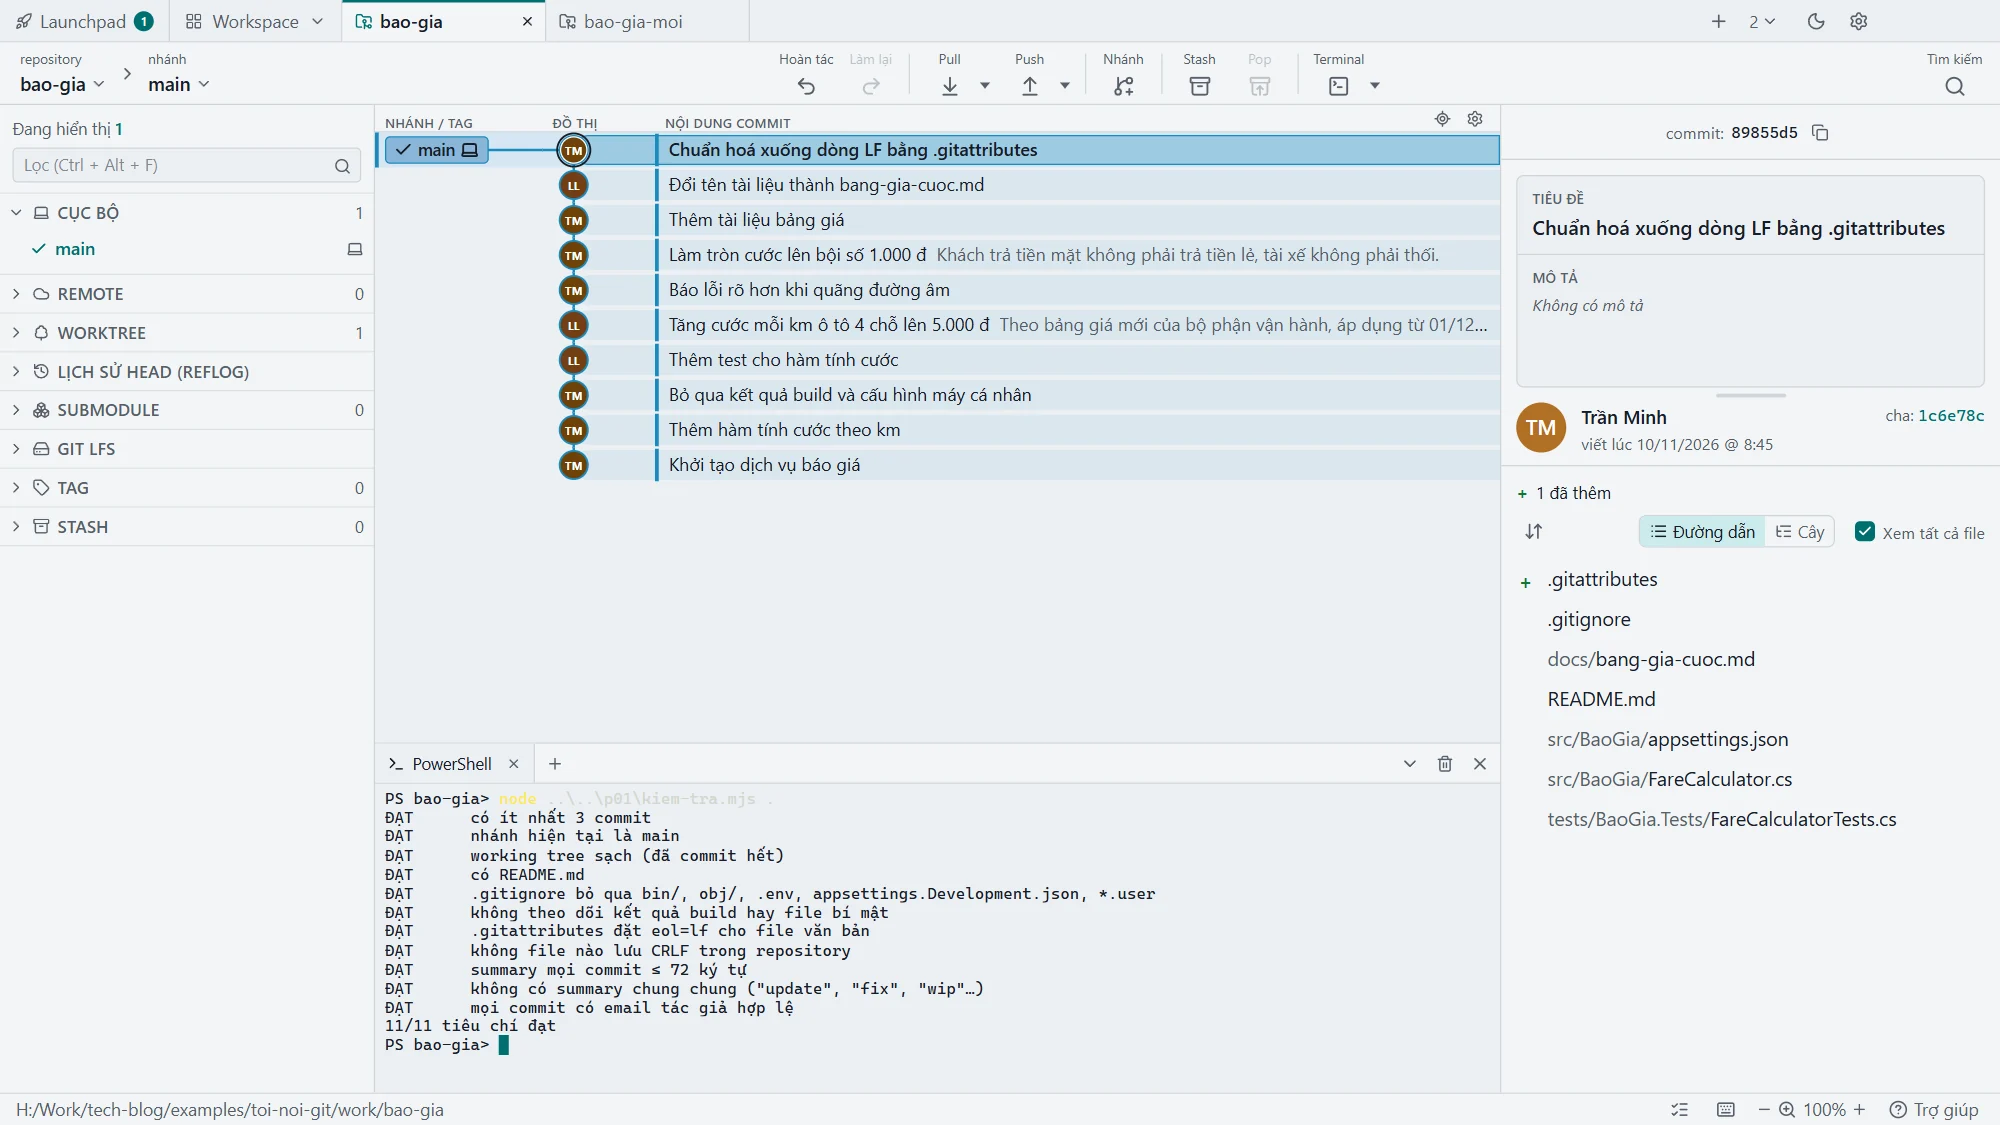 Launchpad 1
Workspace
bao-gia
bao-gia-moi
2
repository
bao-gia
nhánh
main
Hoàn tác
Làm lại
Pull
Push
Nhánh
Stash
Pop
Terminal
Tìm kiếm
Đang hiển thị 1
Lọc (Ctrl + Alt + F)
CỤC BỘ 1
main
REMOTE 0
WORKTREE 1
LỊCH SỬ HEAD (REFLOG)
SUBMODULE 0
GIT LFS
TAG 0
STASH 0
NHÁNH / TAG
ĐỒ THỊ
NỘI DUNG COMMIT
main TM Chuẩn hoá xuống dòng LF bằng .gitattributes
LL Đổi tên tài liệu thành bang-gia-cuoc.md
TM Thêm tài liệu bảng giá
TM Làm tròn cước lên bội số 1.000 đ Khách trả tiền mặt không phải trả tiền lẻ, tài xế không phải thối.
TM Báo lỗi rõ hơn khi quãng đường âm
LL Tăng cước mỗi km ô tô 4 chỗ lên 5.000 đ Theo bảng giá mới của bộ phận vận hành, áp dụng từ 01/12...
LL Thêm test cho hàm tính cước
TM Bỏ qua kết quả build và cấu hình máy cá nhân
TM Thêm hàm tính cước theo km
TM Khởi tạo dịch vụ báo giá
PowerShell
PS bao-gia> node ..\..\p01\kiem-tra.mjs .
ĐẠT có ít nhất 3 commit
ĐẠT nhánh hiện tại là main
ĐẠT working tree sạch (đã commit hết)
ĐẠT có README.md
ĐẠT .gitignore bỏ qua bin/, obj/, .env, appsettings.Development.json, *.user
ĐẠT không theo dõi kết quả build hay file bí mật
ĐẠT .gitattributes đặt eol=lf cho file văn bản
ĐẠT không file nào lưu CRLF trong repository
ĐẠT summary mọi commit ≤ 72 ký tự
ĐẠT không có summary chung chung ("update", "fix", "wip"…)
ĐẠT mọi commit có email tác giả hợp lệ
11/11 tiêu chí đạt
PS bao-gia>
commit: 89855d5
TIÊU ĐỀ
Chuẩn hoá xuống dòng LF bằng .gitattributes
MÔ TẢ
Không có mô tả
TM
Trần Minh
viết lúc 10/11/2026 @ 8:45
cha: 1c6e78c
+ 1 đã thêm
Đường dẫn
Cây
Xem tất cả file
+ .gitattributes
.gitignore
docs/bang-gia-cuoc.md
README.md
src/BaoGia/appsettings.json
src/BaoGia/FareCalculator.cs
tests/BaoGia.Tests/FareCalculatorTests.cs
H:/Work/tech-blog/examples/toi-noi-git/work/bao-gia
100%
Trợ giúp